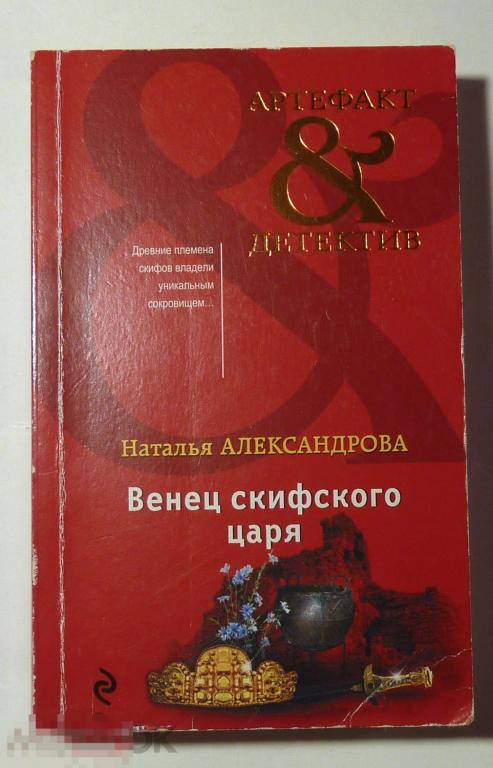 АРТЕФАКТ
&
ДЕТЕКТИВ
Древние племена
скифов владели
уникальным
сокровищем...
Наталья АЛЕКСАНДРОВА
Венец скифского
царя